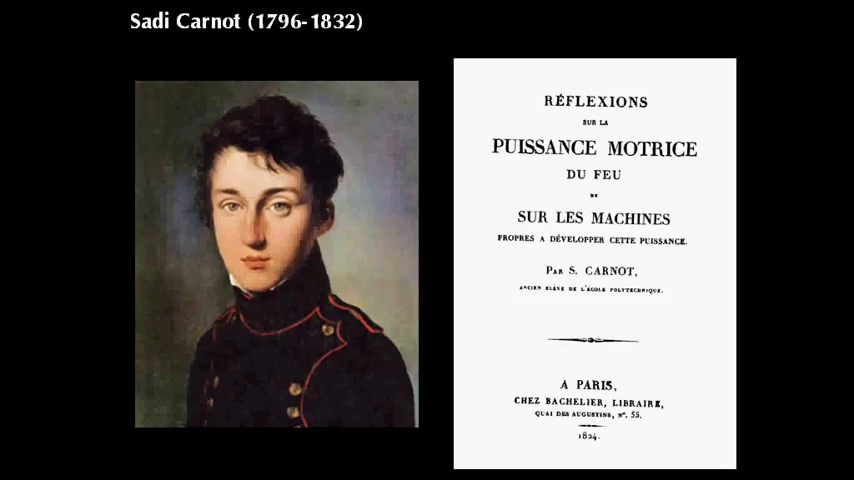 Sadi Carnot (1796-1832)
RÉFLEXIONS
SUR LA
PUISSANCE MOTRICE
DU FEU
ET
SUR LES MACHINES
PROPRES A DÉVELOPPER CETTE PUISSANCE.
PAR S. CARNOT,
ANCIEN ÉLÈVE DE L'ÉCOLE POLYTECHNIQUE.
A PARIS,
CHEZ BACHELIER, LIBRAIRE,
QUAI DES AUGUSTINS, Nº. 55.
1824.